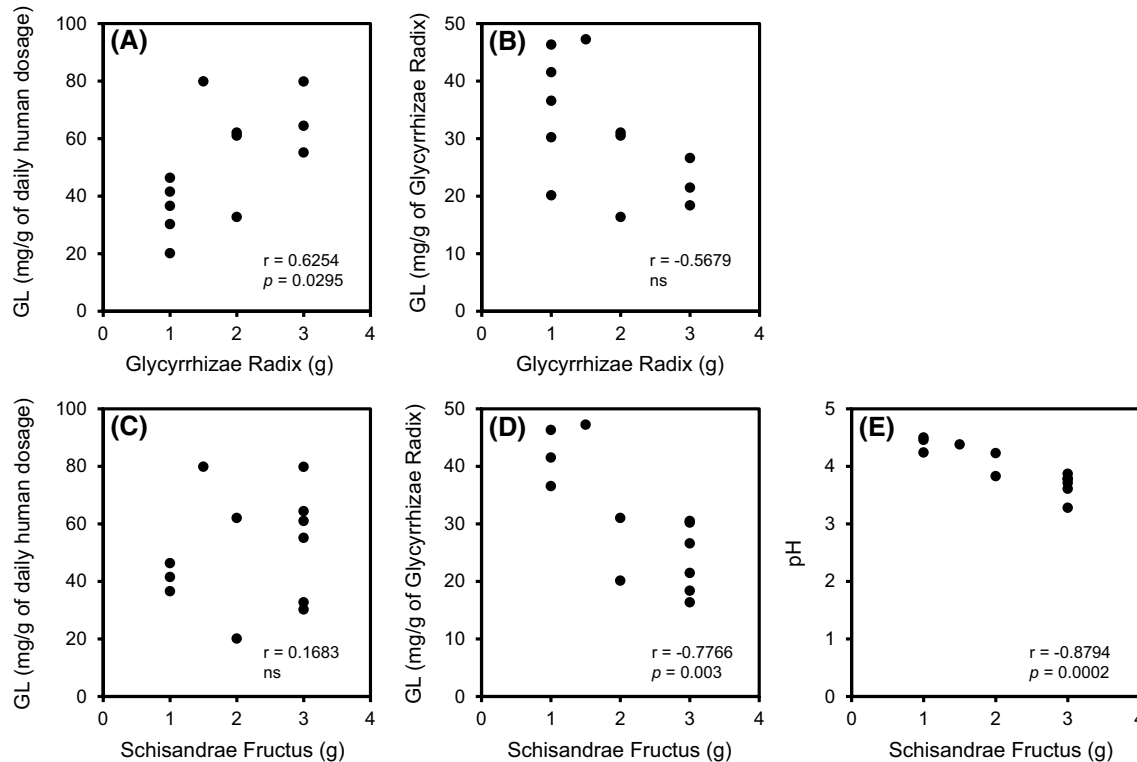 (A)
GL (mg/g of daily human dosage)
100
80
60
40
20
0
r = 0.6254
p = 0.0295
0 1 2 3 4
Glycyrrhizae Radix (g)
(B)
GL (mg/g of Glycyrrhizae Radix)
50
40
30
20
10
0
r = -0.5679
ns
0 1 2 3 4
Glycyrrhizae Radix (g)
(C)
GL (mg/g of daily human dosage)
100
80
60
40
20
0
r = 0.1683
ns
0 1 2 3 4
Schisandrae Fructus (g)
(D)
GL (mg/g of Glycyrrhizae Radix)
50
40
30
20
10
0
r = -0.7766
p = 0.003
0 1 2 3 4
Schisandrae Fructus (g)
(E)
pH
5
4
3
2
1
0
r = -0.8794
p = 0.0002
0 1 2 3 4
Schisandrae Fructus (g)